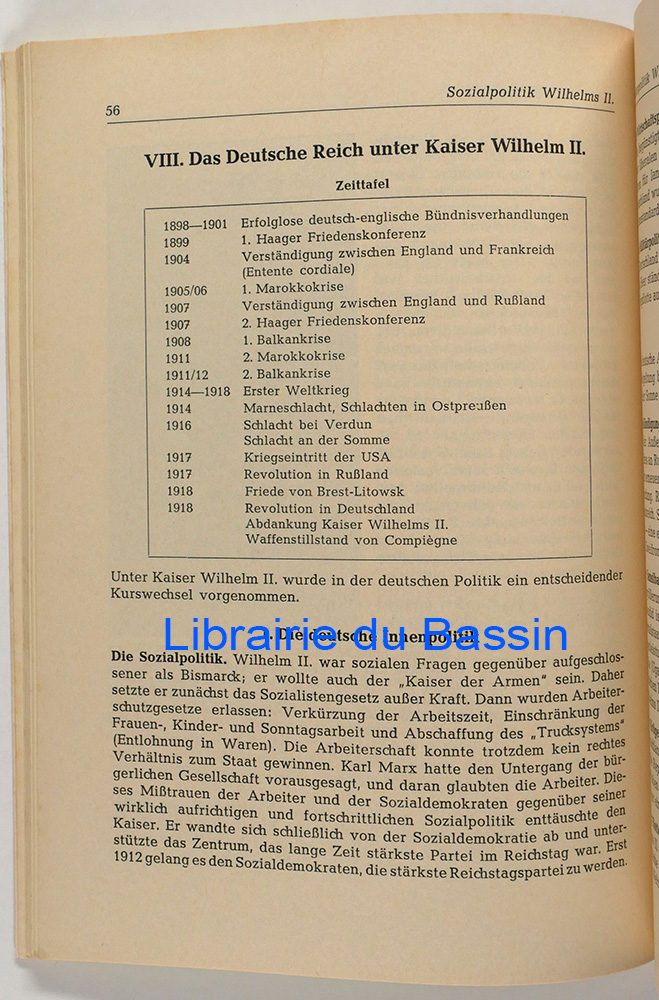 56
Sozialpolitik Wilhelms II.
VIII. Das Deutsche Reich unter Kaiser Wilhelm II.
Zeittafel
1898—1901 Erfolglose deutsch-englische Bündnisverhandlungen
1899 1. Haager Friedenskonferenz
1904 Verständigung zwischen England und Frankreich
(Entente cordiale)
1905/06 1. Marokkokrise
1907 Verständigung zwischen England und Rußland
1907 2. Haager Friedenskonferenz
1908 1. Balkankrise
1911 2. Marokkokrise
1911/12 2. Balkankrise
1914—1918 Erster Weltkrieg
1914 Marneschlacht, Schlachten in Ostpreußen
1916 Schlacht bei Verdun
Schlacht an der Somme
1917 Kriegseintritt der USA
1917 Revolution in Rußland
1918 Friede von Brest-Litowsk
1918 Revolution in Deutschland
Abdankung Kaiser Wilhelms II.
Waffenstillstand von Compiègne
Unter Kaiser Wilhelm II. wurde in der deutschen Politik ein entscheidender
Kurswechsel vorgenommen.
Die deutsche Innenpolitik
Librairie du Bassin
Die Sozialpolitik. Wilhelm II. war sozialen Fragen gegenüber aufgeschlos-
sener als Bismarck; er wollte auch der „Kaiser der Armen“ sein. Daher
setzte er zunächst das Sozialistengesetz außer Kraft. Dann wurden Arbeiter-
schutzgesetze erlassen: Verkürzung der Arbeitszeit, Einschränkung der
Frauen-, Kinder- und Sonntagsarbeit und Abschaffung des „Trucksystems“
(Entlohnung in Waren). Die Arbeiterschaft konnte trotzdem kein rechtes
Verhältnis zum Staat gewinnen. Karl Marx hatte den Untergang der bür-
gerlichen Gesellschaft vorausgesagt, und daran glaubten die Arbeiter. Die-
ses Mißtrauen der Arbeiter und der Sozialdemokraten gegenüber seiner
wirklich aufrichtigen und fortschrittlichen Sozialpolitik enttäuschte den
Kaiser. Er wandte sich schließlich von der Sozialdemokratie ab und unter-
stützte das Zentrum, das lange Zeit stärkste Partei im Reichstag war. Erst
1912 gelang es den Sozialdemokraten, die stärkste Reichstagspartei zu werden.